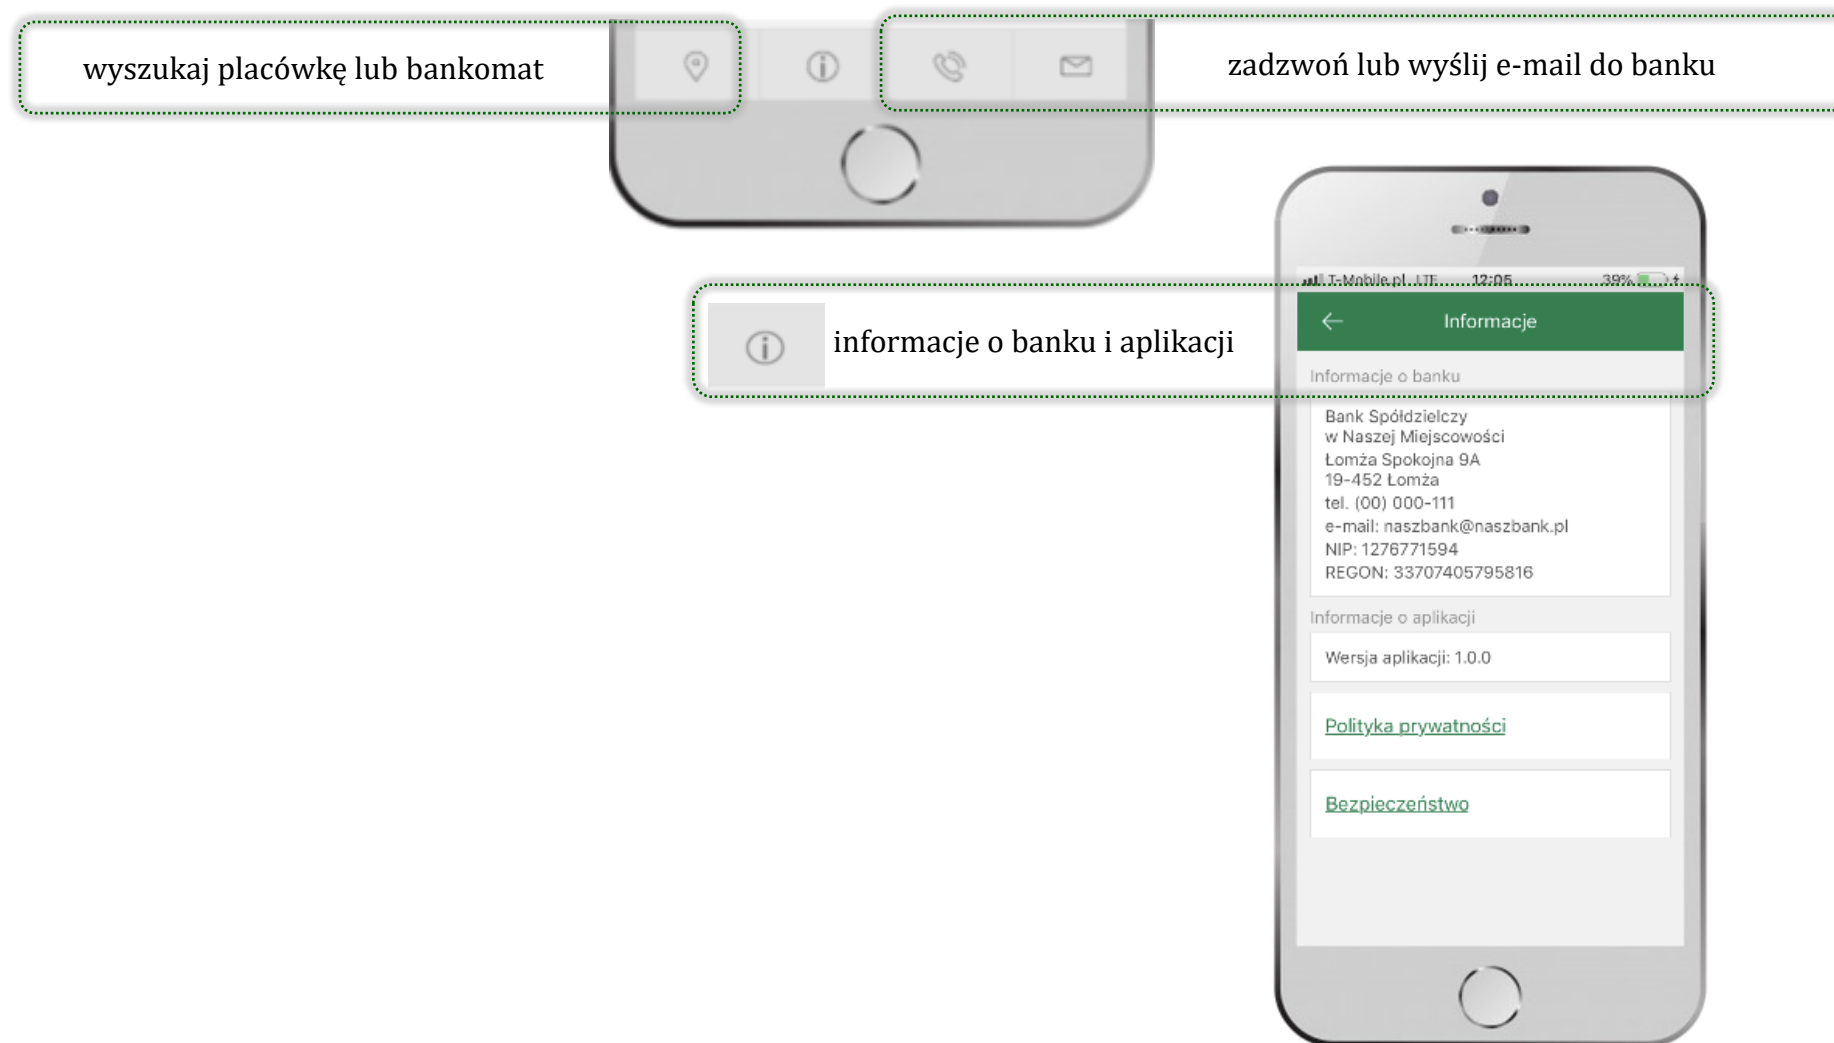 wyszukaj placówkę lub bankomat
zadzwoń lub wyślij e-mail do banku
T-Mobile.pl LTE 12:05 39%
informacje o banku i aplikacji
Informacje
Informacje o banku
Bank Spółdzielczy
w Naszej Miejscowości
Łomża Spokojna 9A
19-452 Łomża
tel. (00) 000-111
e-mail: naszbank@naszbank.pl
NIP: 1276771594
REGON: 33707405795816
Informacje o aplikacji
Wersja aplikacji: 1.0.0
Polityka prywatności
Bezpieczeństwo